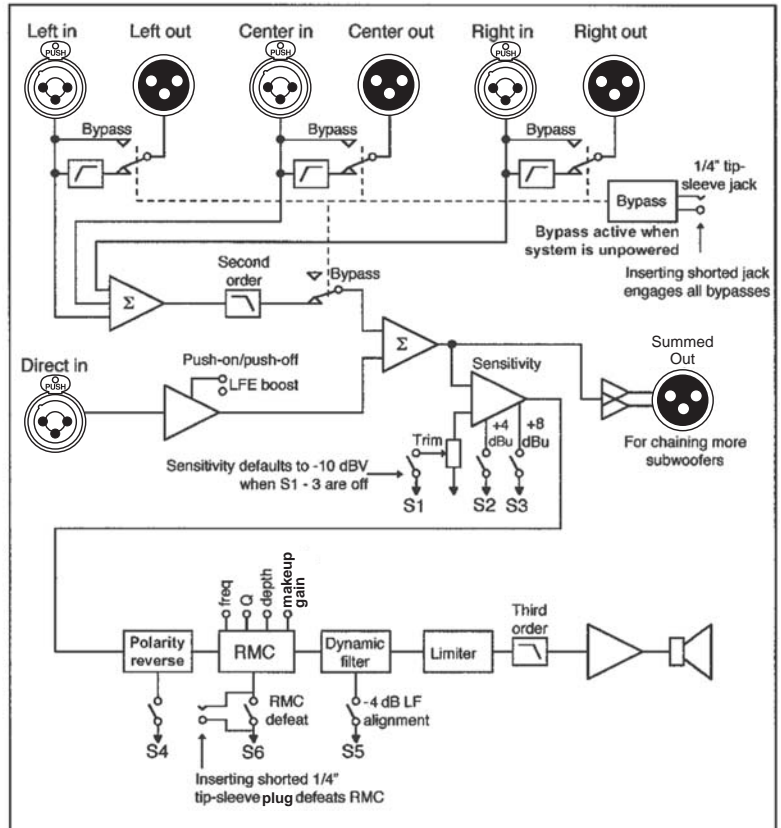 Left in
Left out
Center in
Center out
Right in
Right out
PUSH
PUSH
PUSH
Bypass
Bypass
Bypass
1/4" tip-
sleeve jack
Bypass
Bypass active when
system is unpowered
Inserting shorted jack
engages all bypasses
Second
order
Bypass
Σ
Σ
Direct in
PUSH
Push-on/push-off
LFE boost
Sensitivity
Summed
Out
For chaining more
subwoofers
Trim
+4
dBu
+8
dBu
Sensitivity defaults to -10 dBV
when S1 - 3 are off
S1
S2
S3
freq
Q
depth
makeup
gain
Polarity
reverse
RMC
Dynamic
filter
Limiter
Third
order
RMC
defeat
-4 dB LF
alignment
S4
S6
S5
Inserting shorted 1/4"
tip-sleeve plug defeats RMC